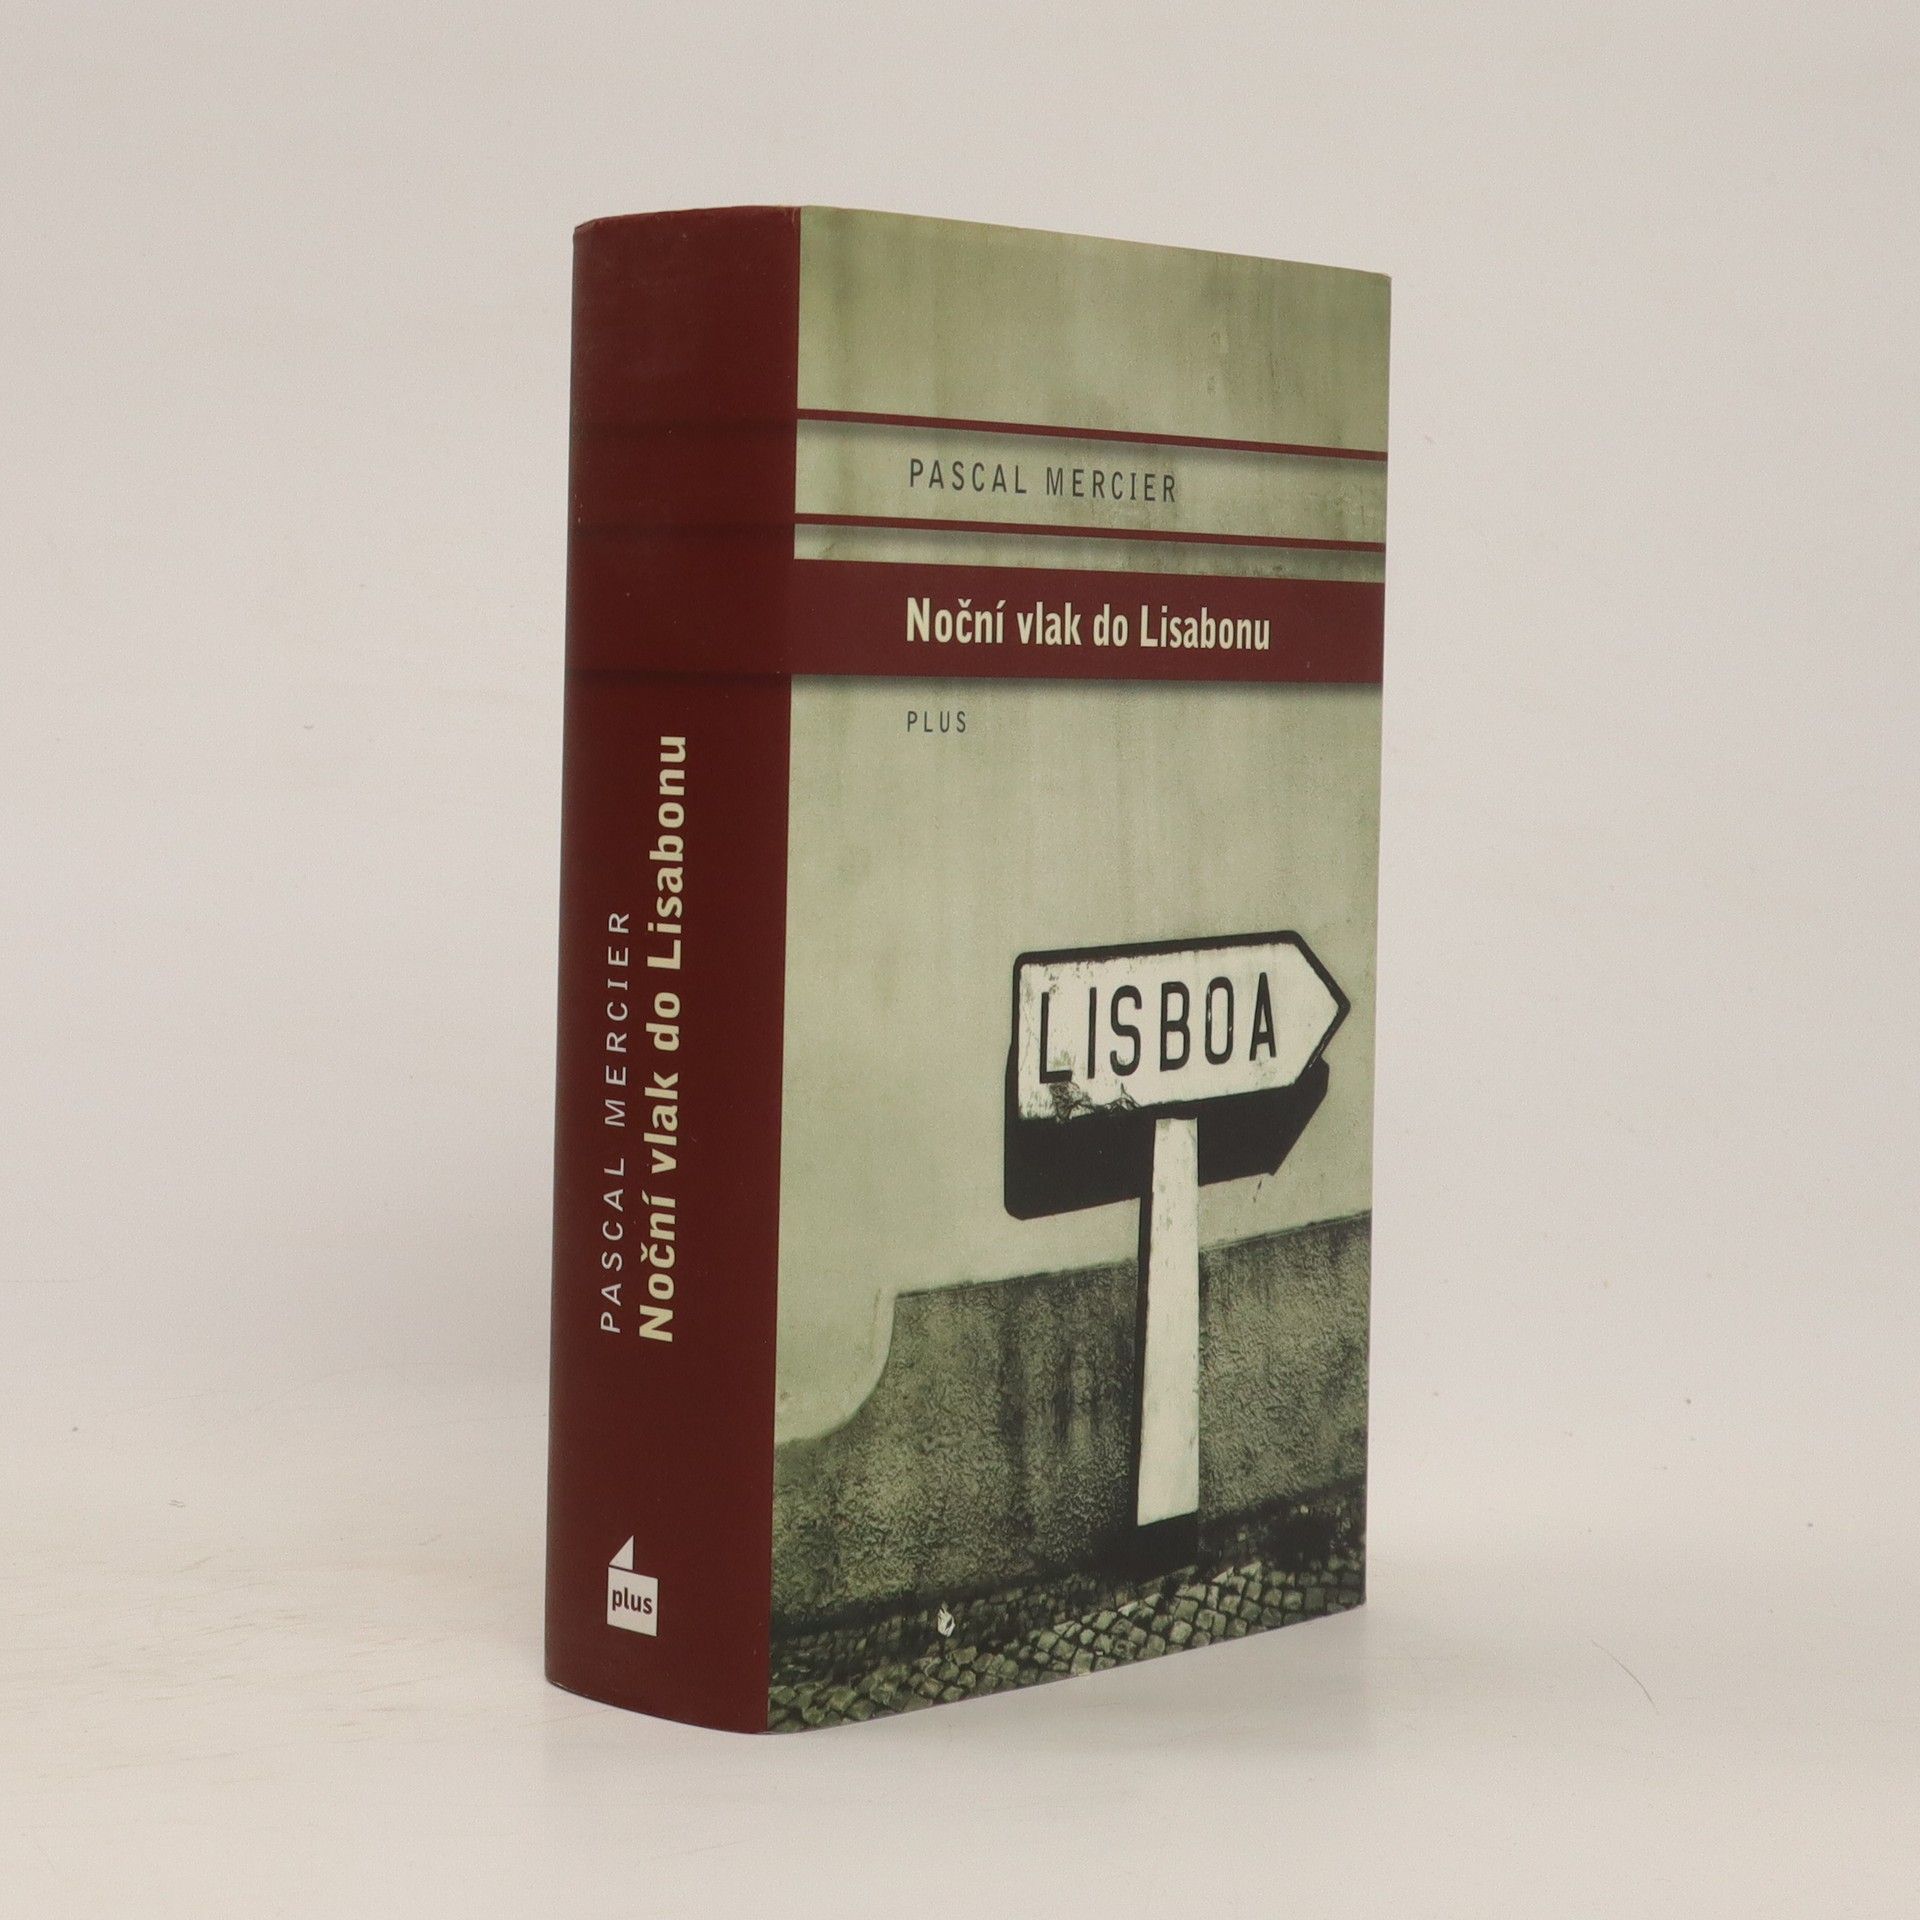 PASCAL MERCIER
Noční vlak do Lisabonu
PLUS
LISBOA
PASCAL MERCIER
Noční vlak do Lisabonu
plus